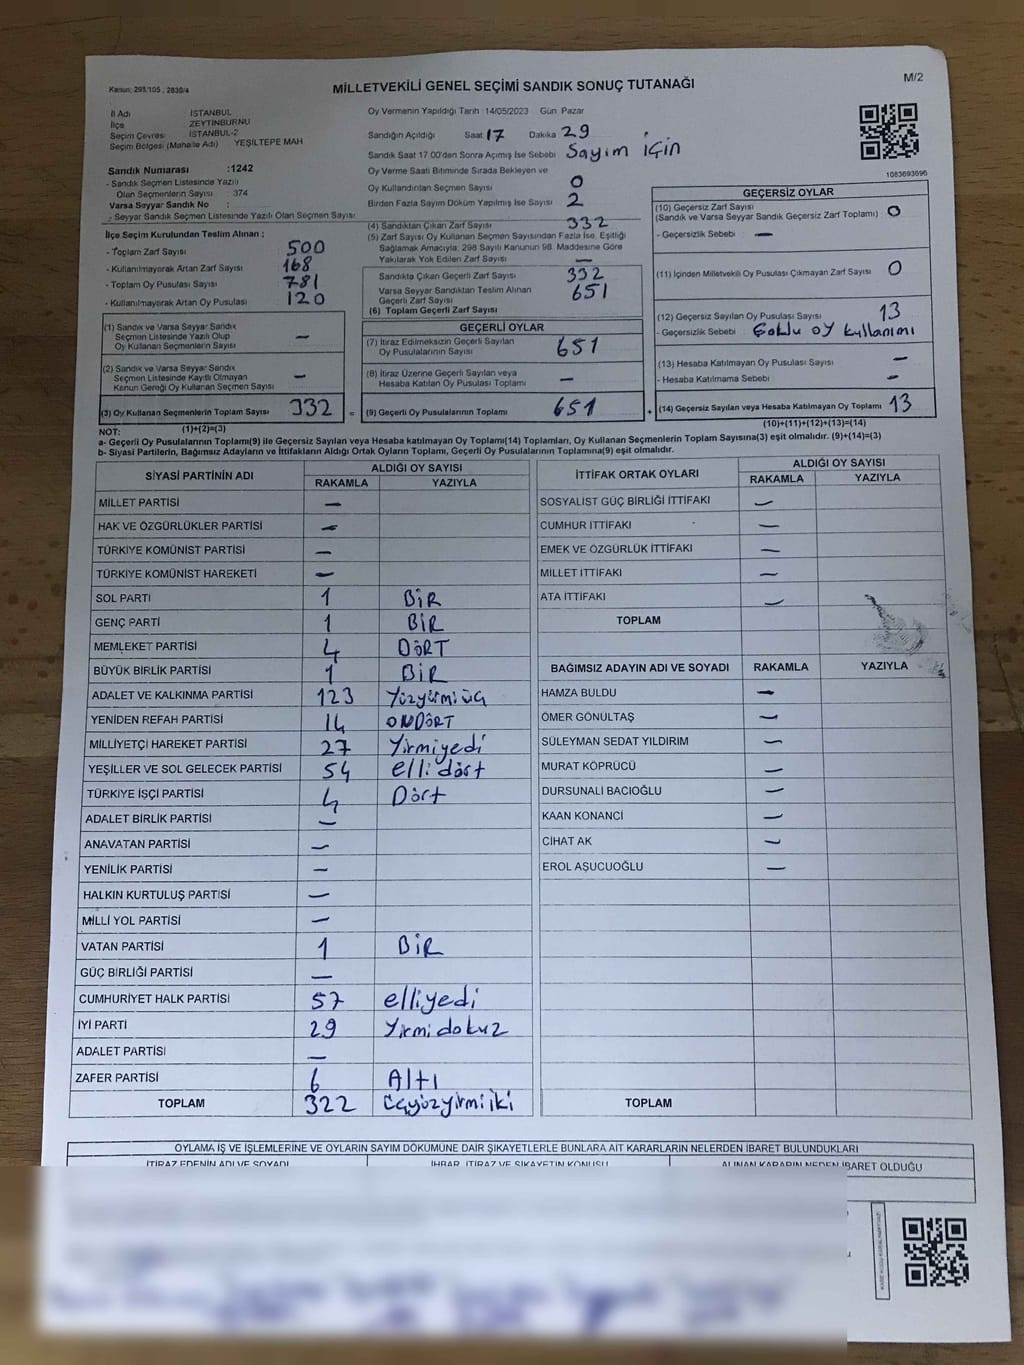 Kanun; 298/105 , 2839/a
MİLLETVEKİLİ GENEL SEÇİMİ SANDIK SONUÇ TUTANAĞI
M/2
İl Adı : İSTANBUL
İlçe : ZEYTİNBURNU
Seçim Çevresi : İSTANBUL-2
Seçim Bölgesi (Mahalle Adı) YEŞİLTEPE MAH
Sandık Numarası :1242
- Sandık Seçmen Listesinde Yazılı
Olan Seçmenlerin Sayısı : 374
Varsa Seyyar Sandık No :
- Seyyar Sandık Seçmen Listesinde Yazılı Olan Seçmen Sayısı:
Oy Vermenin Yapıldığı Tarih :14/05/2023 Gün Pazar
Sandığın Açıldığı Saat 17 Dakika 29
Sandık Saat 17:00'den Sonra Açımış İse Sebebi Sayım için
Oy Verme Saati Bitiminde Sırada Bekleyen ve
Oy Kullandırılan Seçmen Sayısı 0
Birden Fazla Sayım Döküm Yapılmış İse Sayısı 2
1083693696
İlçe Seçim Kurulundan Teslim Alınan :
- Toplam Zarf Sayısı 500
- Kullanılmayarak Artan Zarf Sayısı 168
- Toplam Oy Pusulası Sayısı 781
- Kullanılmayarak Artan Oy Pusulası 120
(4) Sandıktan Çıkan Zarf Sayısı 332
(5) Zarf Sayısı Oy Kullanan Seçmen Sayısından Fazla İse, Eşitliği
Sağlamak Amacıyla, 298 Sayılı Kanunun 98. Maddesine Göre
Yakılarak Yok Edilen Zarf Sayısı —
Sandıkta Çıkan Geçerli Zarf Sayısı 332
Varsa Seyyar Sandıktan Teslim Alınan
Geçerli Zarf Sayısı 651
(6) Toplam Geçerli Zarf Sayısı
GEÇERSİZ OYLAR
(10) Geçersiz Zarf Sayısı
(Sandık ve Varsa Seyyar Sandık Geçersiz Zarf Toplamı) 0
- Geçersizlik Sebebi —
(11) İçinden Milletvekili Oy Pusulası Çıkmayan Zarf Sayısı 0
(12) Geçersiz Sayılan Oy Pusulası Sayısı 13
- Geçersizlik Sebebi Çoklu oy kullanımı
(13) Hesaba Katılmayan Oy Pusulası Sayısı —
- Hesaba Katılmama Sebebi —
(1) Sandık ve Varsa Seyyar Sandık
Seçmen Listesinde Yazılı Olup
Oy Kullanan Seçmenlerin Sayısı —
(2) Sandık ve Varsa Seyyar Sandık
Seçmen Listesinde Kayıtlı Olmayan
Kanun Gereği Oy Kullanan Seçmen Sayısı —
GEÇERLİ OYLAR
(7) İtiraz Edilmeksizin Geçerli Sayılan
Oy Pusulalarının Sayısı 651
(8) İtiraz Üzerine Geçerli Sayılan veya
Hesaba Katılan Oy Pusulası Toplamı —
(3) Oy Kullanan Seçmenlerin Toplam Sayısı 332 = (9) Geçerli Oy Pusulalarının Toplamı 651 + (14) Geçersiz Sayılan veya Hesaba Katılmayan Oy Toplamı 13
(1)+(2)=(3)
(10)+(11)+(12)+(13)=(14)
NOT:
a- Geçerli Oy Pusulalarının Toplamı(9) ile Geçersiz Sayılan veya Hesaba katılmayan Oy Toplamı(14) Toplamları, Oy Kullanan Seçmenlerin Toplam Sayısına(3) eşit olmalıdır. (9)+(14)=(3)
b- Siyasi Partilerin, Bağımsız Adayların ve İttifakların Aldığı Ortak Oyların Toplamı, Geçerli Oy Pusulalarının Toplamına(9) eşit olmalıdır.
SİYASİ PARTİNİN ADI
ALDIĞI OY SAYISI
RAKAMLA YAZIYLA
MİLLET PARTİSİ —
HAK VE ÖZGÜRLÜKLER PARTİSİ —
TÜRKİYE KOMÜNİST PARTİSİ —
TÜRKİYE KOMÜNİST HAREKETİ —
SOL PARTİ 1 BİR
GENÇ PARTİ 1 BİR
MEMLEKET PARTİSİ 4 DÖRT
BÜYÜK BİRLİK PARTİSİ 1 BİR
ADALET VE KALKINMA PARTİSİ 123 Yüzyirmiüç
YENİDEN REFAH PARTİSİ 14 ONDÖRT
MİLLİYETÇİ HAREKET PARTİSİ 27 Yirmiyedi
YEŞİLLER VE SOL GELECEK PARTİSİ 54 elli dört
TÜRKİYE İŞÇİ PARTİSİ 4 Dört
ADALET BİRLİK PARTİSİ —
ANAVATAN PARTİSİ —
YENİLİK PARTİSİ —
HALKIN KURTULUŞ PARTİSİ —
MİLLİ YOL PARTİSİ —
VATAN PARTİSİ 1 BİR
GÜÇ BİRLİĞİ PARTİSİ —
CUMHURİYET HALK PARTİSİ 57 elliyedi
İYİ PARTİ 29 Yirmi dokuz
ADALET PARTİSİ —
ZAFER PARTİSİ 6 Altı
TOPLAM 322 üçyüzyirmi iki
İTTİFAK ORTAK OYLARI
ALDIĞI OY SAYISI
RAKAMLA YAZIYLA
SOSYALİST GÜÇ BİRLİĞİ İTTİFAKI —
CUMHUR İTTİFAKI —
EMEK VE ÖZGÜRLÜK İTTİFAKI —
MİLLET İTTİFAKI —
ATA İTTİFAKI —
TOPLAM
BAĞIMSIZ ADAYIN ADI VE SOYADI RAKAMLA YAZIYLA
HAMZA BULDU —
ÖMER GÖNÜLTAŞ —
SÜLEYMAN SEDAT YILDIRIM —
MURAT KÖPRÜCÜ —
DURSUNALİ BACIOĞLU —
KAAN KONANCİ —
CİHAT AK —
EROL AŞUCUOĞLU —
TOPLAM
OYLAMA İŞ VE İŞLEMLERİNE VE OYLARIN SAYIM DÖKÜMÜNE DAİR ŞİKAYETLERLE BUNLARA AİT KARARLARIN NELERDEN İBARET BULUNDUKLARI
İTİRAZ EDENİN ADI VE SOYADI İHBAR, İTİRAZ VE ŞİKAYETİN KONUSU ALINAN KARARIN NEDEN İBARET OLDUĞU